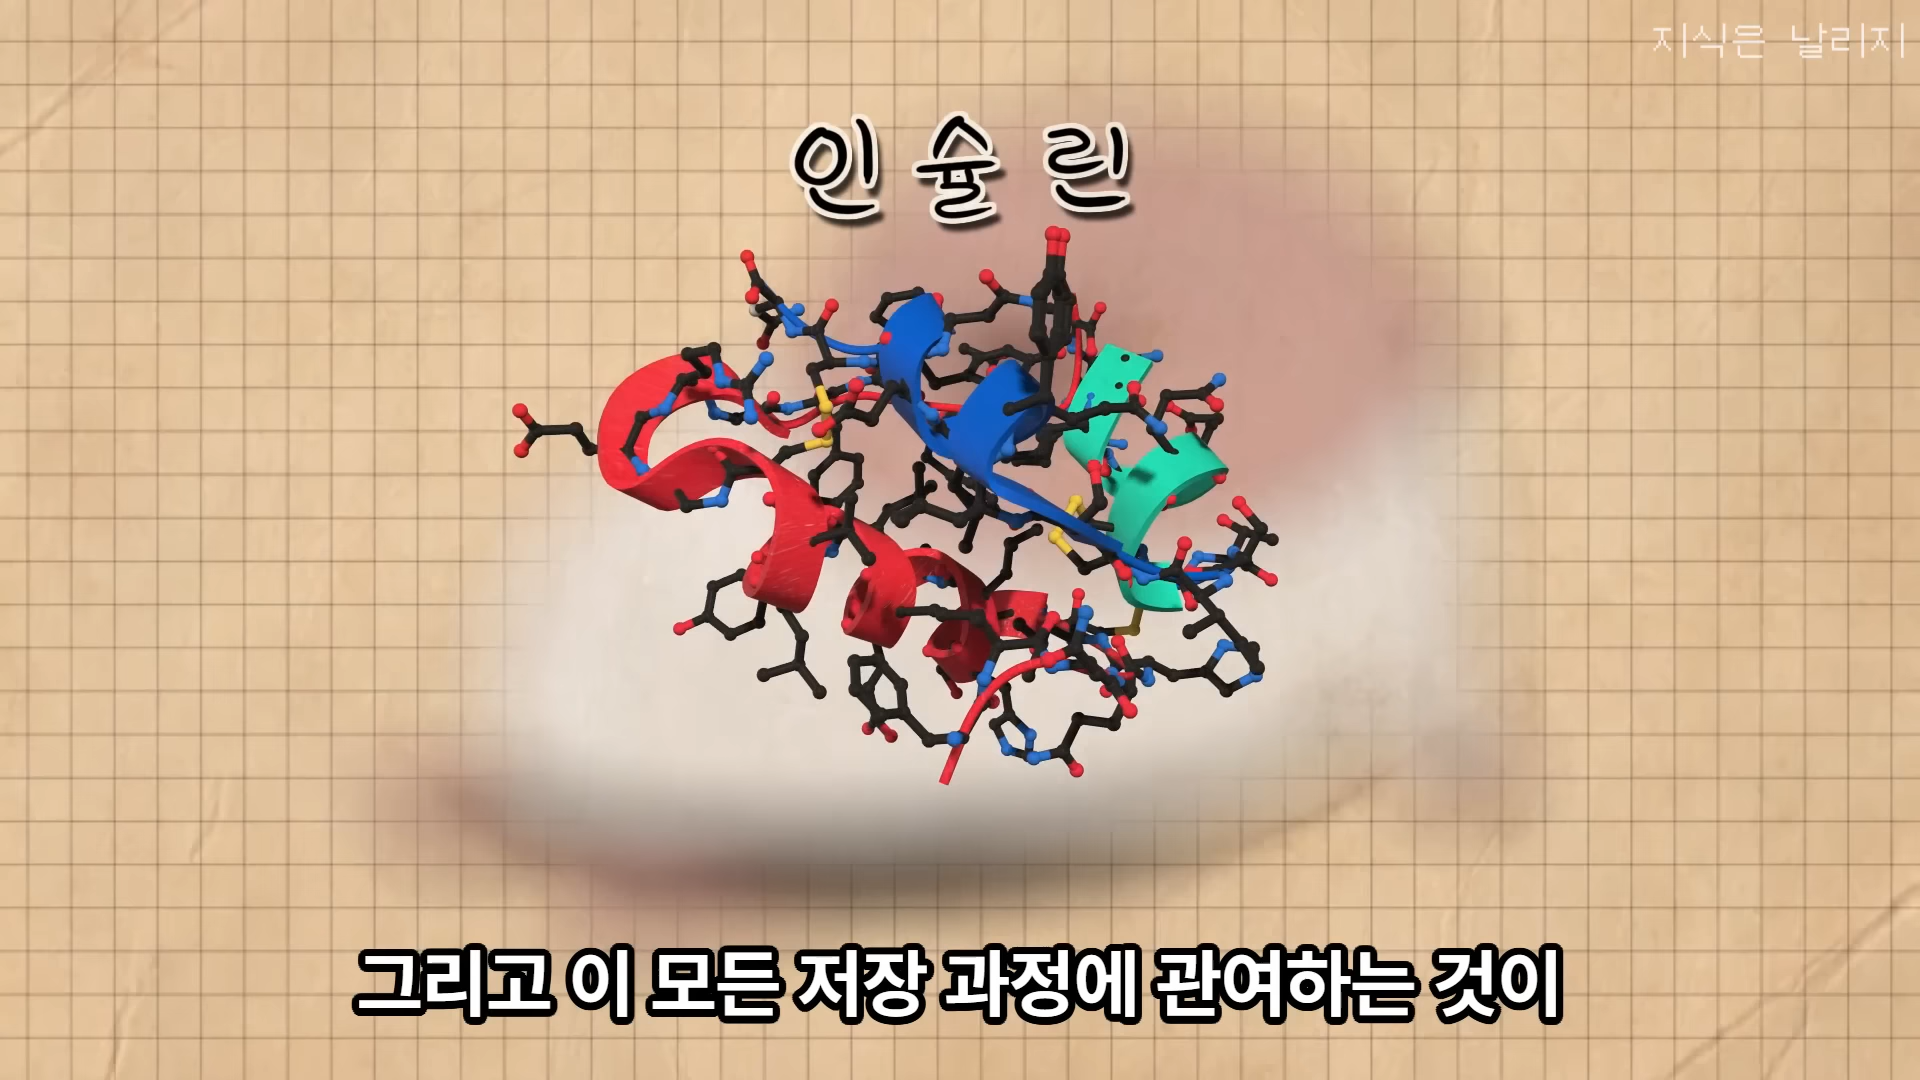 지식은 날리지
인슐린
그리고 이 모든 저장 과정에 관여하는 것이